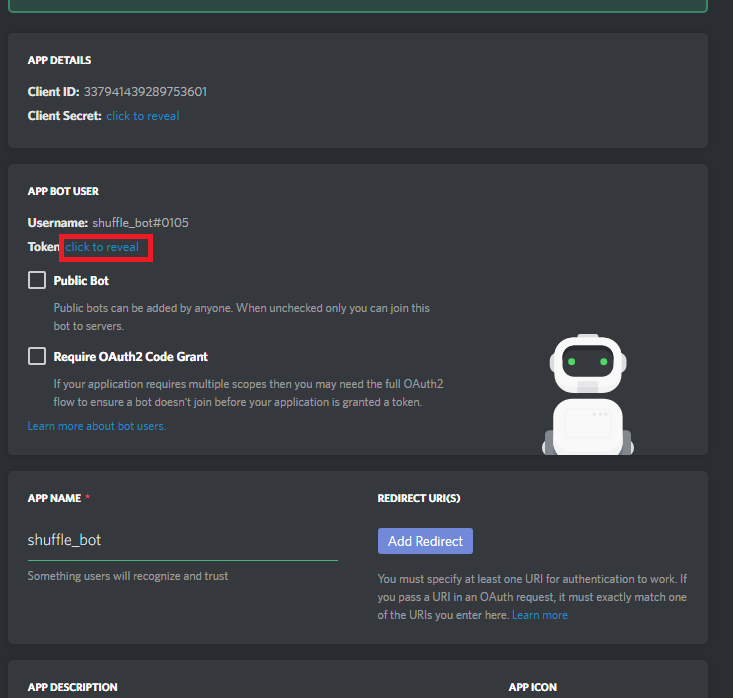 APP DETAILS
Client ID: 337941439289753601
Client Secret: click to reveal
APP BOT USER
Username: shuffle_bot#0105
Token click to reveal
Public Bot
Public bots can be added by anyone. When unchecked only you can join this
bot to servers.
Require OAuth2 Code Grant
If your application requires multiple scopes then you may need the full OAuth2
flow to ensure a bot doesn't join before your application is granted a token.
Learn more about bot users.
APP NAME *
shuffle_bot
Something users will recognize and trust
REDIRECT URI(S)
Add Redirect
You must specify at least one URI for authentication to work. If
you pass a URI in an OAuth request, it must exactly match one
of the URIs you enter here. Learn more
APP DESCRIPTION
APP ICON